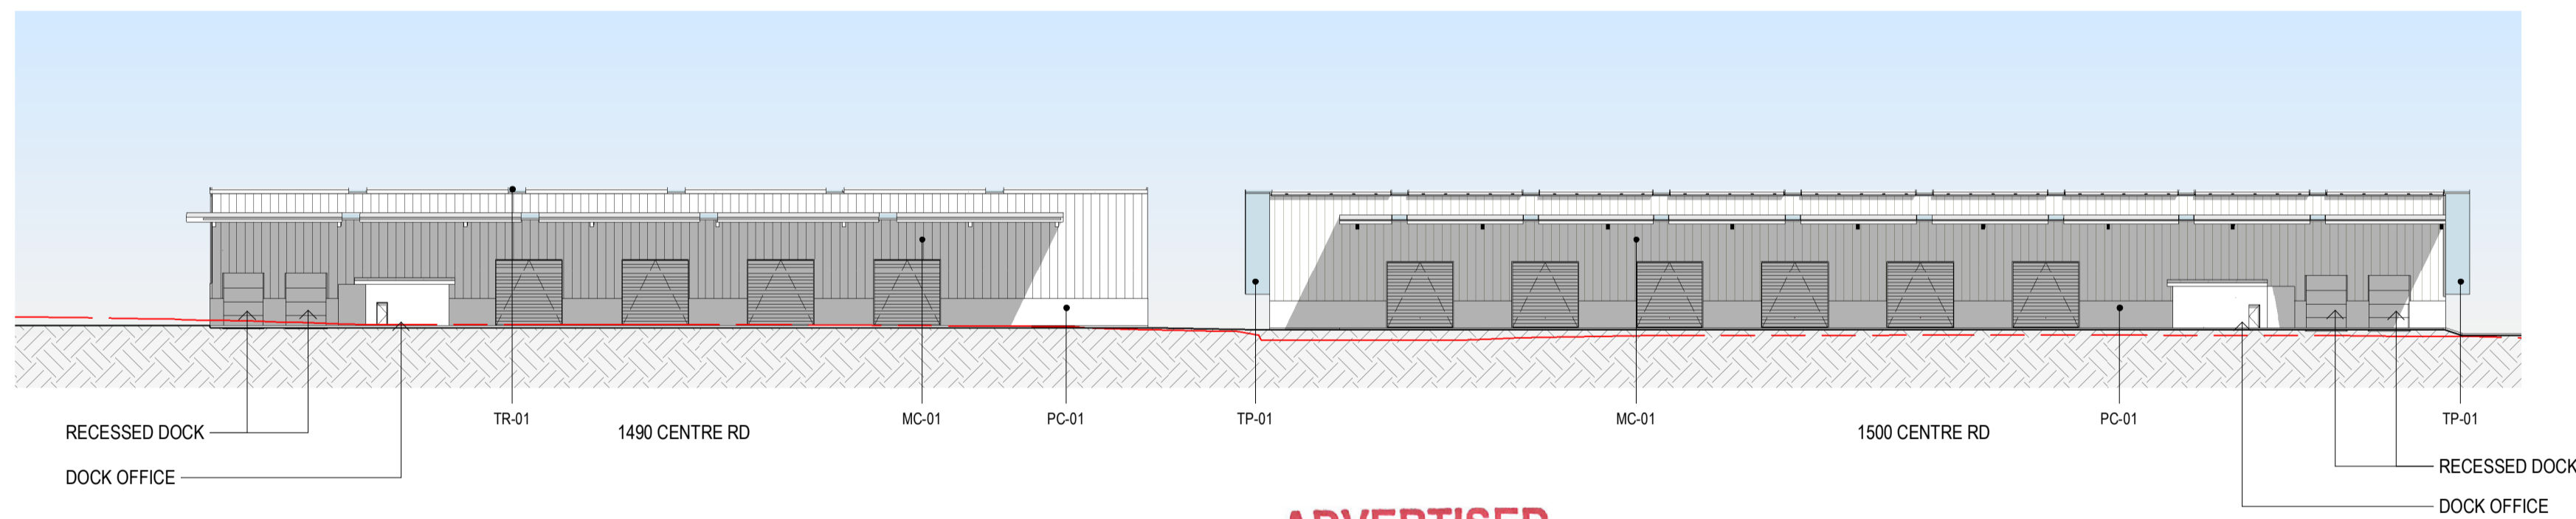 TR-01
MC-01
PC-01
TP-01
MC-01
PC-01
TP-01
RECESSED DOCK
1490 CENTRE RD
1500 CENTRE RD
DOCK OFFICE
RECESSED DOCK
DOCK OFFICE
ADVERTISED